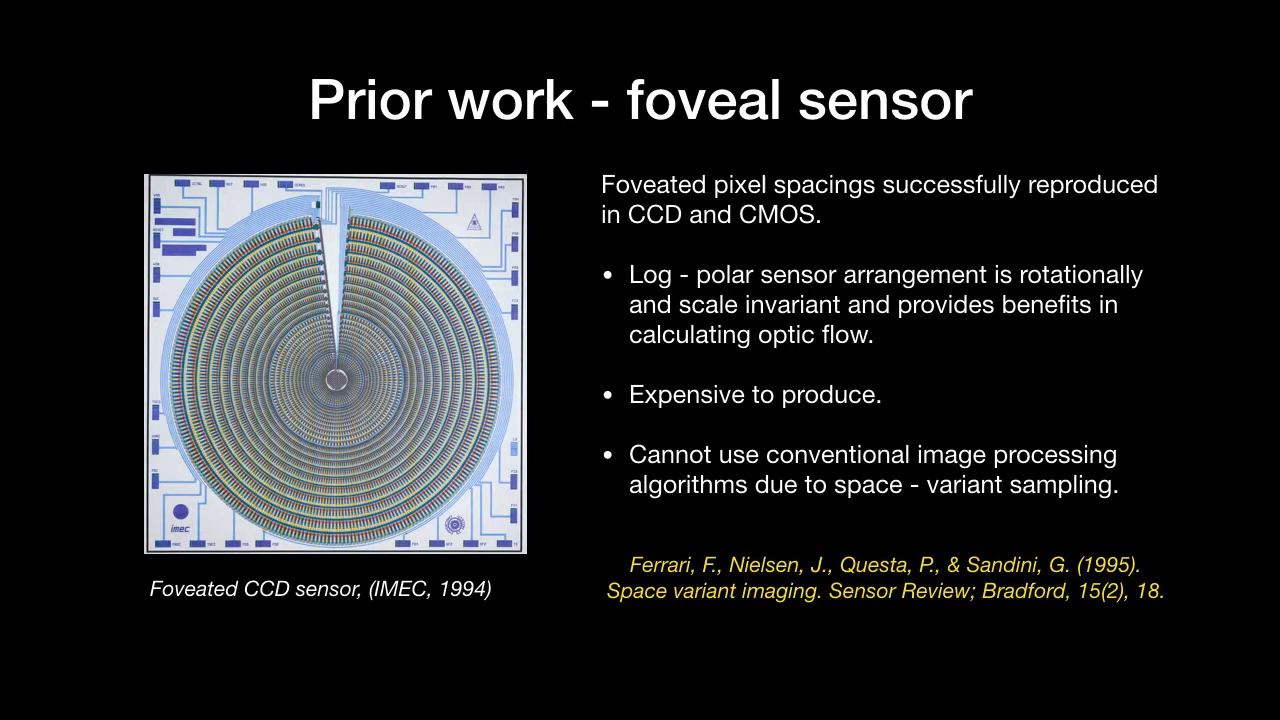 Prior work - foveal sensor
Foveated pixel spacings successfully reproduced
in CCD and CMOS.
• Log - polar sensor arrangement is rotationally
and scale invariant and provides benefits in
calculating optic flow.
• Expensive to produce.
• Cannot use conventional image processing
algorithms due to space - variant sampling.
imec
Foveated CCD sensor, (IMEC, 1994)
Ferrari, F., Nielsen, J., Questa, P., & Sandini, G. (1995).
Space variant imaging. Sensor Review; Bradford, 15(2), 18.